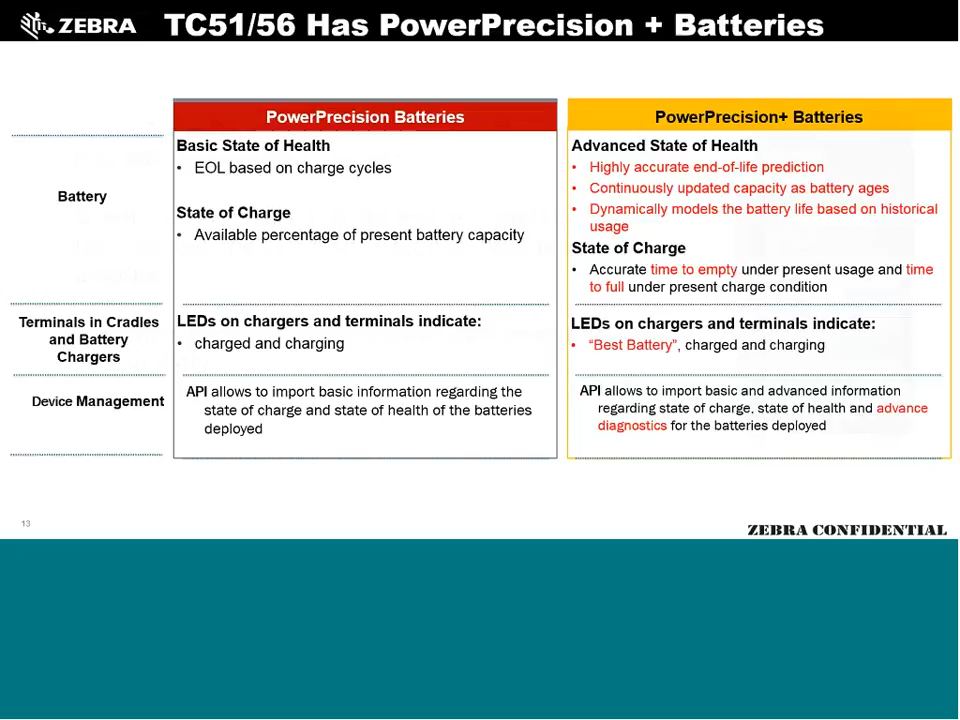 ZEBRA
TC51/56 Has PowerPrecision + Batteries
PowerPrecision Batteries
PowerPrecision+ Batteries
Battery
Basic State of Health
• EOL based on charge cycles
State of Charge
• Available percentage of present battery capacity
Advanced State of Health
• Highly accurate end-of-life prediction
• Continuously updated capacity as battery ages
• Dynamically models the battery life based on historical
usage
State of Charge
• Accurate time to empty under present usage and time
to full under present charge condition
Terminals in Cradles
and Battery
Chargers
LEDs on chargers and terminals indicate:
• charged and charging
LEDs on chargers and terminals indicate:
• “Best Battery”, charged and charging
Device Management
API allows to import basic information regarding the
state of charge and state of health of the batteries
deployed
API allows to import basic and advanced information
regarding state of charge, state of health and advance
diagnostics for the batteries deployed
13
ZEBRA CONFIDENTIAL